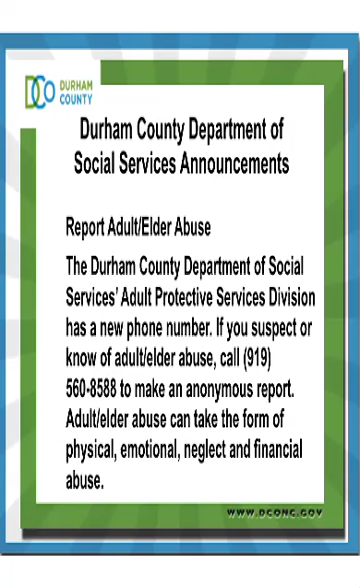 DCO DURHAM
COUNTY
Durham County Department of
Social Services Announcements
Report Adult/Elder Abuse
The Durham County Department of Social
Services' Adult Protective Services Division
has a new phone number. If you suspect or
know of adult/elder abuse, call (919)
560-8588 to make an anonymous report.
Adult/elder abuse can take the form of
physical, emotional, neglect and financial
abuse.
WWW.DCONC.GOV